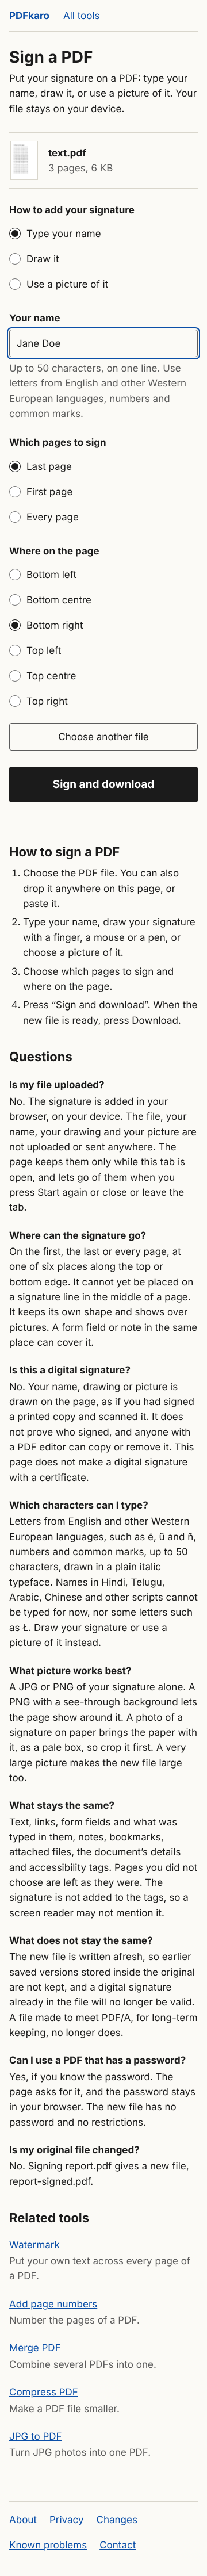 PDFkaro All tools
Sign a PDF
Put your signature on a PDF: type your
name, draw it, or use a picture of it. Your
file stays on your device.
text.pdf
3 pages, 6 KB
How to add your signature
Type your name
Draw it
Use a picture of it
Your name
Jane Doe
Up to 50 characters, on one line. Use
letters from English and other Western
European languages, numbers and
common marks.
Which pages to sign
Last page
First page
Every page
Where on the page
Bottom left
Bottom centre
Bottom right
Top left
Top centre
Top right
Choose another file
Sign and download
How to sign a PDF
1. Choose the PDF file. You can also
drop it anywhere on this page, or
paste it.
2. Type your name, draw your signature
with a finger, a mouse or a pen, or
choose a picture of it.
3. Choose which pages to sign and
where on the page.
4. Press “Sign and download”. When the
new file is ready, press Download.
Questions
Is my file uploaded?
No. The signature is added in your
browser, on your device. The file, your
name, your drawing and your picture are
not uploaded or sent anywhere. The
page keeps them only while this tab is
open, and lets go of them when you
press Start again or close or leave the
tab.
Where can the signature go?
On the first, the last or every page, at
one of six places along the top or
bottom edge. It cannot yet be placed on
a signature line in the middle of a page.
It keeps its own shape and shows over
pictures. A form field or note in the same
place can cover it.
Is this a digital signature?
No. Your name, drawing or picture is
drawn on the page, as if you had signed
a printed copy and scanned it. It does
not prove who signed, and anyone with
a PDF editor can copy or remove it. This
page does not make a digital signature
with a certificate.
Which characters can I type?
Letters from English and other Western
European languages, such as é, ü and ñ,
numbers and common marks, up to 50
characters, drawn in a plain italic
typeface. Names in Hindi, Telugu,
Arabic, Chinese and other scripts cannot
be typed for now, nor some letters such
as Ł. Draw your signature or use a
picture of it instead.
What picture works best?
A JPG or PNG of your signature alone. A
PNG with a see-through background lets
the page show around it. A photo of a
signature on paper brings the paper with
it, as a pale box, so crop it first. A very
large picture makes the new file large
too.
What stays the same?
Text, links, form fields and what was
typed in them, notes, bookmarks,
attached files, the document’s details
and accessibility tags. Pages you did not
choose are left as they were. The
signature is not added to the tags, so a
screen reader may not mention it.
What does not stay the same?
The new file is written afresh, so earlier
saved versions stored inside the original
are not kept, and a digital signature
already in the file will no longer be valid.
A file made to meet PDF/A, for long-term
keeping, no longer does.
Can I use a PDF that has a password?
Yes, if you know the password. The
page asks for it, and the password stays
in your browser. The new file has no
password and no restrictions.
Is my original file changed?
No. Signing report.pdf gives a new file,
report-signed.pdf.
Related tools
Watermark
Put your own text across every page of
a PDF.
Add page numbers
Number the pages of a PDF.
Merge PDF
Combine several PDFs into one.
Compress PDF
Make a PDF file smaller.
JPG to PDF
Turn JPG photos into one PDF.
About Privacy Changes
Known problems Contact